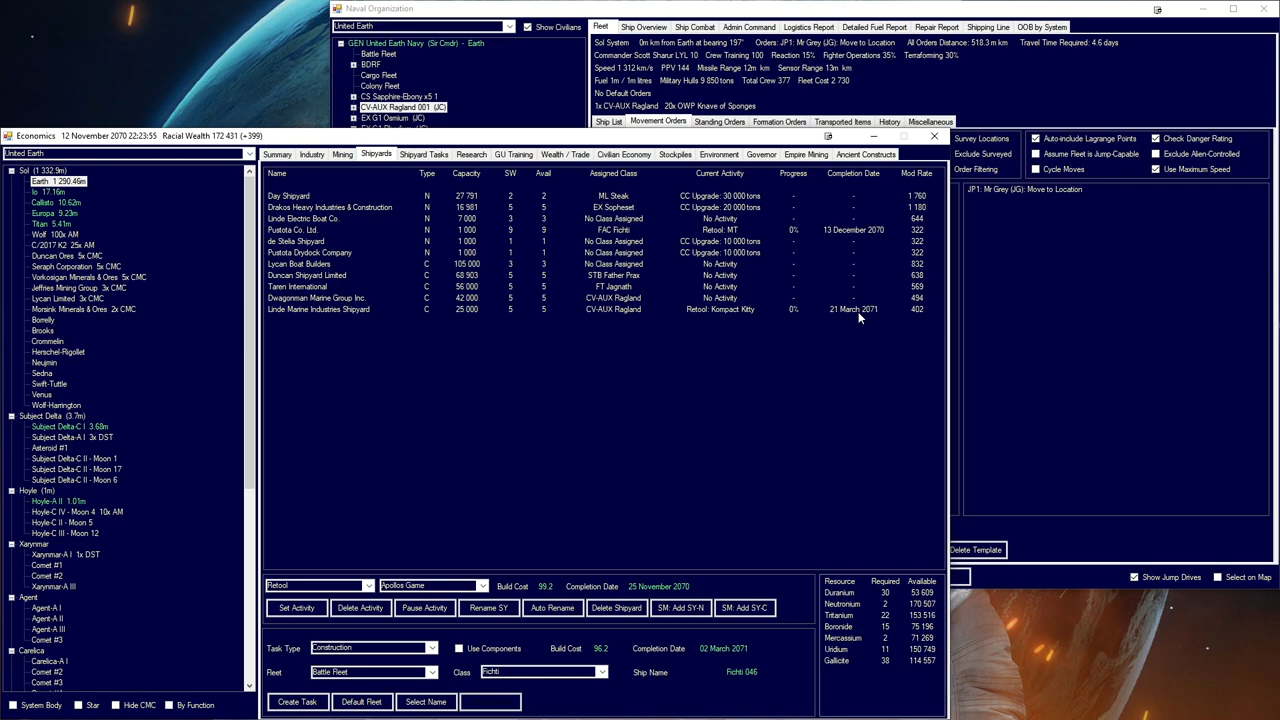 Naval Organization
United Earth
Show Civilians
GEN United Earth Navy (Sir Cmdr) - Earth
Battle Fleet
BDRF
Cargo Fleet
Colony Fleet
CS Sapphire-Ebony x5 1
CV-AUX Ragland 001 (JC)
EX G1 Osmium (JC)
Fleet Ship Overview Ship Combat Admin Command Logistics Report Detailed Fuel Report Repair Report Shipping Line OOB by System
Sol System 0m km from Earth at bearing 197° Orders: JP1: Mr Grey (JG): Move to Location All Orders Distance: 518.3 m km Travel Time Required: 4.6 days
Commander Scott Sharur LYL 10 Crew Training 100 Reaction 15% Fighter Operations 35% Terraforming 30%
Speed 1 312 km/s PPV 144 Missile Range 12m km Sensor Range 13m km
Fuel 1m / 1m litres Military Hulls 9 850 tons Total Crew 377 Fleet Cost 2 730
No Default Orders
1x CV-AUX Ragland 20x OWP Knave of Sponges
Ship List Movement Orders Standing Orders Formation Orders Transported Items History Miscellaneous
Economics 12 November 2070 22:23:55 Racial Wealth 172 431 (+399)
United Earth
Summary Industry Mining Shipyards Shipyard Tasks Research GU Training Wealth / Trade Civilian Economy Stockpiles Environment Governor Empire Mining Ancient Constructs
Survey Locations
Exclude Surveyed
Order Filtering
Auto-include Lagrange Points Check Danger Rating
Assume Fleet is Jump-Capable Exclude Alien-Controlled
Cycle Moves Use Maximum Speed
JP1: Mr Grey (JG): Move to Location
Sol (1 332.9m)
Earth 1 290.46m
Io 17.16m
Callisto 10.62m
Europa 9.23m
Titan 5.41m
Wolf 100x AM
C/2017 K2 25x AM
Duncan Ores 5x CMC
Seraph Corporation 5x CMC
Vorkosigan Minerals & Ores 5x CMC
Jeffries Mining Group 3x CMC
Lycan Limited 3x CMC
Morsink Minerals & Ores 2x CMC
Borrelly
Brooks
Crommelin
Herschel-Rigollet
Neujmin
Sedna
Swift-Tuttle
Venus
Wolf-Harrington
Subject Delta (3.7m)
Subject Delta-C I 3.68m
Subject Delta-A I 3x DST
Asteroid #1
Subject Delta-C II - Moon 1
Subject Delta-C II - Moon 17
Subject Delta-C II - Moon 6
Hoyle (1m)
Hoyle-A II 1.01m
Hoyle-C IV - Moon 4 10x AM
Hoyle-C II - Moon 5
Hoyle-C III - Moon 12
Xarynmar
Xarynmar-A I 1x DST
Comet #1
Comet #2
Xarynmar-A III
Agent
Agent-A I
Agent-A II
Agent-A III
Comet #1
Carelica
Carelica-A I
Comet #2
Comet #3
System Body Star Hide CMC By Function
Name Type Capacity SW Avail Assigned Class Current Activity Progress Completion Date Mod Rate
Day Shipyard N 27 791 2 2 ML Steak CC Upgrade: 30 000 tons - - 1 760
Drakos Heavy Industries & Construction N 16 981 5 5 EX Sopheset CC Upgrade: 20 000 tons - - 1 180
Linde Electric Boat Co. N 7 000 3 3 No Class Assigned No Activity - - 644
Pustota Co. Ltd. N 1 000 9 9 FAC Fichti Retool: MT 0% 13 December 2070 322
de Stelia Shipyard N 1 000 1 1 No Class Assigned CC Upgrade: 10 000 tons - - 322
Pustota Drydock Company N 1 000 1 1 No Class Assigned CC Upgrade: 10 000 tons - - 322
Lycan Boat Builders C 105 000 3 3 No Class Assigned No Activity - - 832
Duncan Shipyard Limited C 68 903 5 5 STB Father Prax No Activity - - 638
Taren International C 56 000 5 5 FT Jagnath No Activity - - 569
Dwagonman Marine Group Inc. C 42 000 5 5 CV-AUX Ragland No Activity - - 494
Linde Marine Industries Shipyard C 25 000 5 5 CV-AUX Ragland Retool: Kompact Kitty 0% 21 March 2071 402
Retool Apollos Game Build Cost 99.2 Completion Date 25 November 2070
Set Activity Delete Activity Pause Activity Rename SY Auto Rename Delete Shipyard SM: Add SY-N SM: Add SY-C
Task Type Construction Use Components Build Cost 96.2 Completion Date 02 March 2071
Fleet Battle Fleet Class Fichti Ship Name Fichti 046
Create Task Default Fleet Select Name
Resource Required Available
Duranium 30 53 609
Neutronium 2 170 507
Tritanium 22 153 516
Boronide 15 75 196
Mercassium 2 71 269
Uridium 11 150 749
Gallicite 38 114 557
Delete Template
Show Jump Drives Select on Map